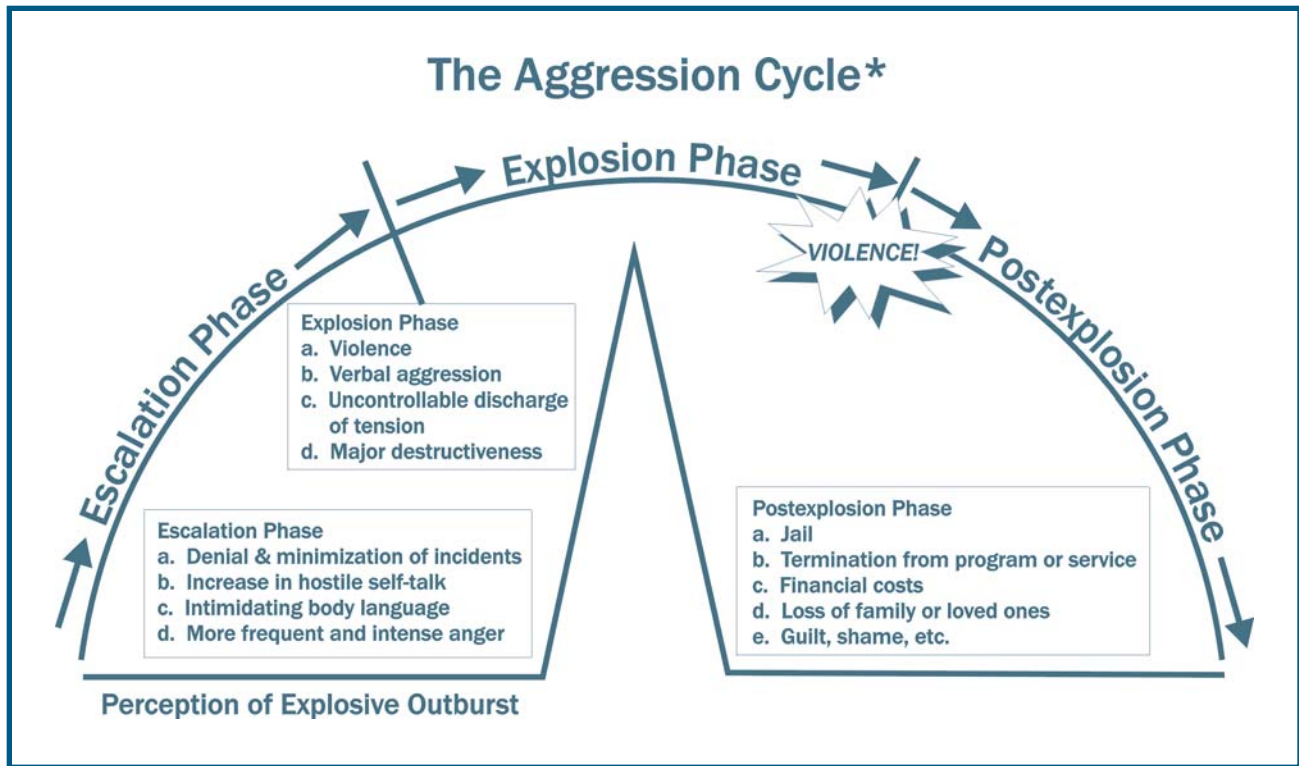 The Aggression Cycle*
Escalation Phase
Explosion Phase
VIOLENCE!
Postexplosion Phase
Explosion Phase
a. Violence
b. Verbal aggression
c. Uncontrollable discharge
of tension
d. Major destructiveness
Escalation Phase
a. Denial & minimization of incidents
b. Increase in hostile self-talk
c. Intimidating body language
d. More frequent and intense anger
Postexplosion Phase
a. Jail
b. Termination from program or service
c. Financial costs
d. Loss of family or loved ones
e. Guilt, shame, etc.
Perception of Explosive Outburst